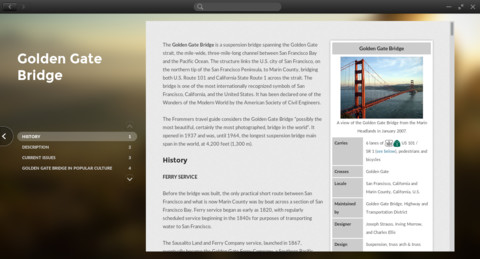 Golden Gate
Bridge
HISTORY 1
DESCRIPTION 2
CURRENT ISSUES 3
GOLDEN GATE BRIDGE IN POPULAR CULTURE 4
The Golden Gate Bridge is a suspension bridge spanning the Golden Gate
strait, the mile wide, three-mile-long channel between San Francisco Bay
and the Pacific Ocean. The structure links the U.S. city of San Francisco, on
the northern tip of the San Francisco Peninsula, to Marin County, bridging
both U.S. Route 101 and California State Route 1 across the strait. The
bridge is one of the most internationally recognized symbols of San
Francisco, California, and the United States. It has been declared one of the
Wonders of the Modern World by the American Society of Civil Engineers.
The Frommers travel guide considers the Golden Gate Bridge "possibly the
most beautiful, certainly the most photographed, bridge in the world". It
opened in 1937 and was, until 1964, the longest suspension bridge main
span in the world, at 4,200 feet (1,300 m).
History
FERRY SERVICE
Before the bridge was built, the only practical short route between San
Francisco and what is now Marin County was by boat across a section of San
Francisco Bay. Ferry service began as early as 1820, with regularly
scheduled service beginning in the 1840s for purposes of transporting
water to San Francisco.
The Sausalito Land and Ferry Company service, launched in 1867,
Golden Gate Bridge
A view of the Golden Gate Bridge from the Marin
Headlands in January 2007
Carries 6 lanes of US 101 /
SR 1 (see below), pedestrians and
bicycles
Crosses Golden Gate
Locale San Francisco, California and
Marin County, California, U.S.
Maintained Golden Gate Bridge, Highway and
by Transportation District
Designer Joseph Strauss, Irving Morrow,
and Charles Ellis
Design Suspension, truss arch & truss